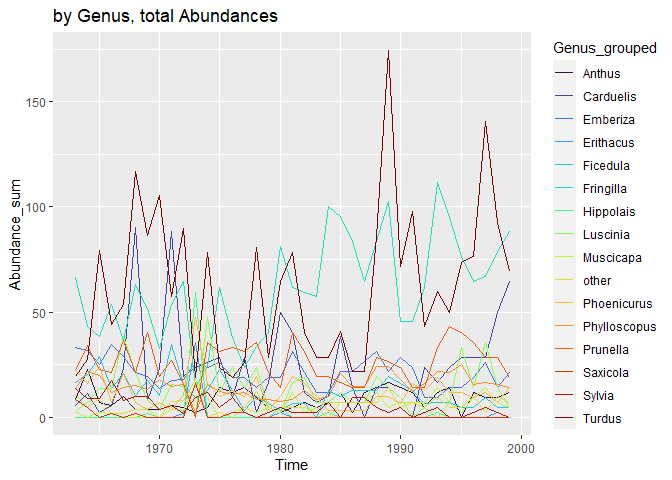 by Genus, total Abundances
Abundance_sum
150
100
50
0
1970 1980 1990 2000
Time
Genus_grouped
Anthus
Carduelis
Emberiza
Erithacus
Ficedula
Fringilla
Hippolais
Luscinia
Muscicapa
other
Phoenicurus
Phylloscopus
Prunella
Saxicola
Sylvia
Turdus